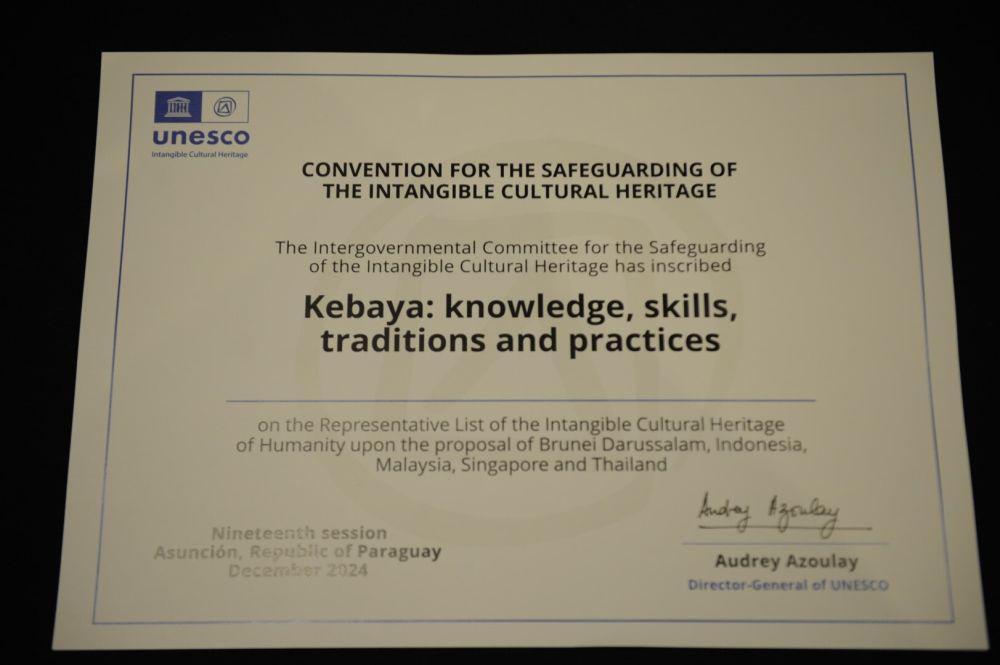 unesco
Intangible Cultural Heritage
CONVENTION FOR THE SAFEGUARDING OF
THE INTANGIBLE CULTURAL HERITAGE
The Intergovernmental Committee for the Safeguarding
of the Intangible Cultural Heritage has inscribed
Kebaya: knowledge, skills,
traditions and practices
on the Representative List of the Intangible Cultural Heritage
of Humanity upon the proposal of Brunei Darussalam, Indonesia,
Malaysia, Singapore and Thailand
Nineteenth session
Asunción, Republic of Paraguay
December 2024
Audrey Azoulay
Audrey Azoulay
Director-General of UNESCO